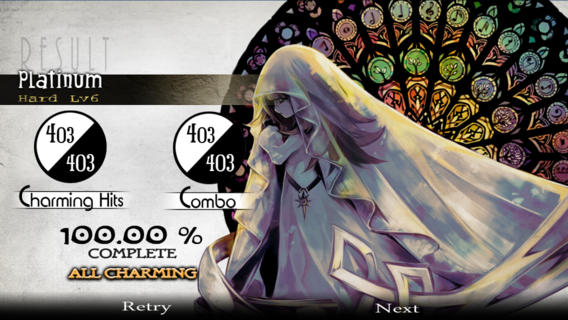 RESULT
Platinum
Hard Lv6
403
403
Charming Hits
403
403
Combo
100.00 %
COMPLETE
ALL CHARMING
Retry
Next